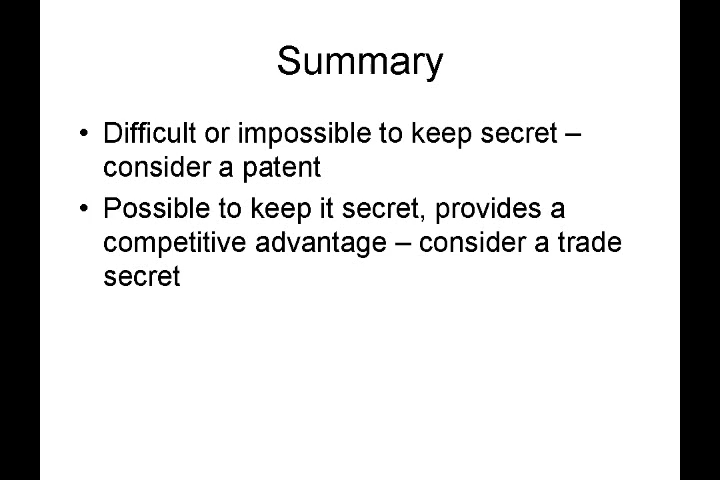 Summary
• Difficult or impossible to keep secret –
consider a patent
• Possible to keep it secret, provides a
competitive advantage – consider a trade
secret